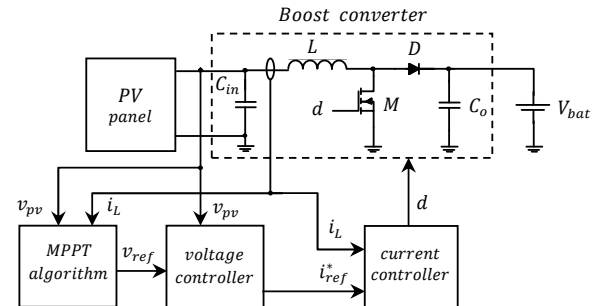 Boost converter
L
D
PV
panel
C_in
d
M
C_o
V_bat
v_pv
i_L
v_pv
i_L
d
MPPT
algorithm
v_ref
voltage
controller
i*_ref
current
controller